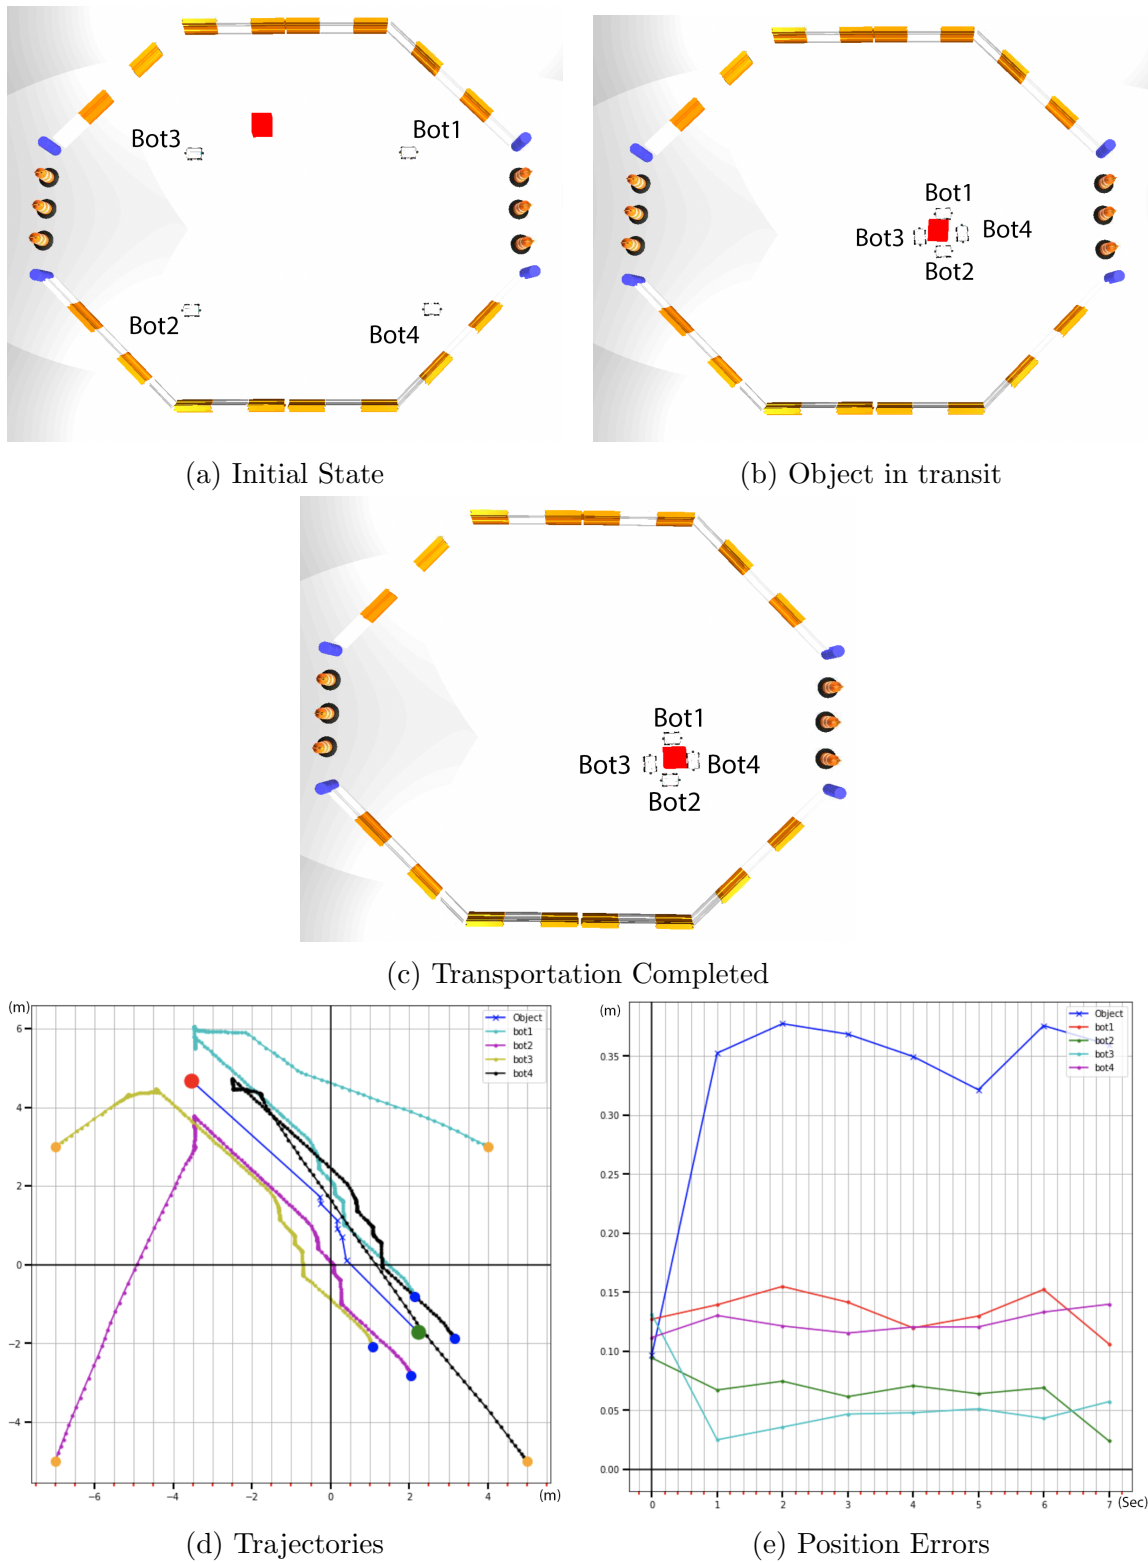 Bot3
Bot1
Bot2
Bot4
Bot1
Bot3
Bot4
Bot2
(a) Initial State
(b) Object in transit
Bot1
Bot3
Bot4
Bot2
(c) Transportation Completed
(m)
6
4
2
0
−2
−4
−6
−4
−2
0
2
4
(m)
Object
bot1
bot2
bot3
bot4
(m)
0.35
0.30
0.25
0.20
0.15
0.10
0.05
0.00
0
1
2
3
4
5
6
7
(Sec)
Object
bot1
bot2
bot3
bot4
(d) Trajectories
(e) Position Errors